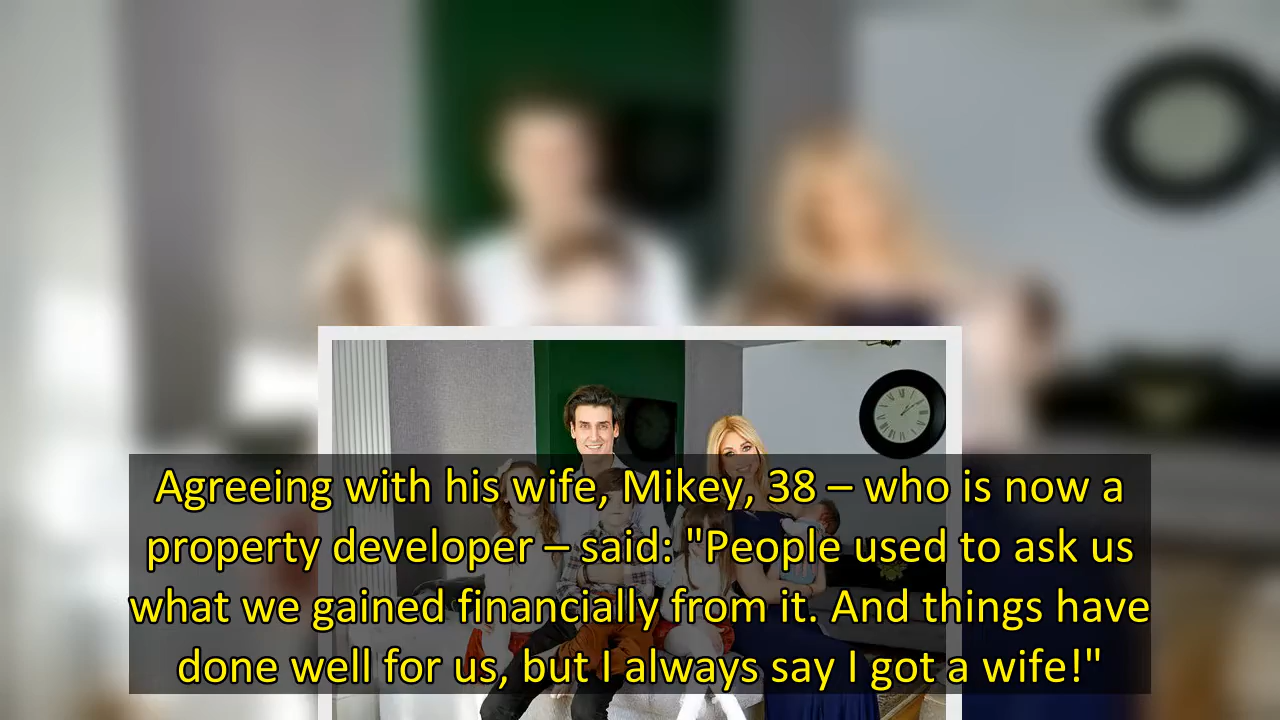 Agreeing with his wife, Mikey, 38 – who is now a
property developer – said: "People used to ask us
what we gained financially from it. And things have
done well for us, but I always say I got a wife!"